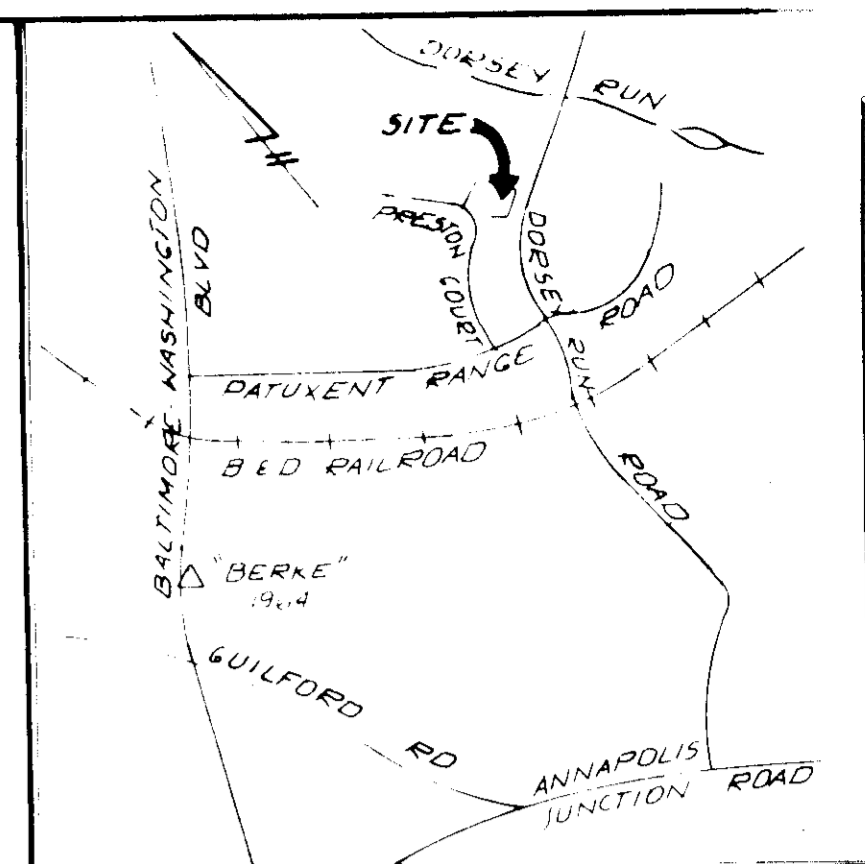 DORSEY RUN
SITE
PRESTON COURT
DORSEY RUN ROAD
BALTIMORE WASHINGTON BLVD
PATUXENT RANGE ROAD
B & O RAILROAD
"BERKE"
GUILFORD RD
ANNAPOLIS
JUNCTION ROAD